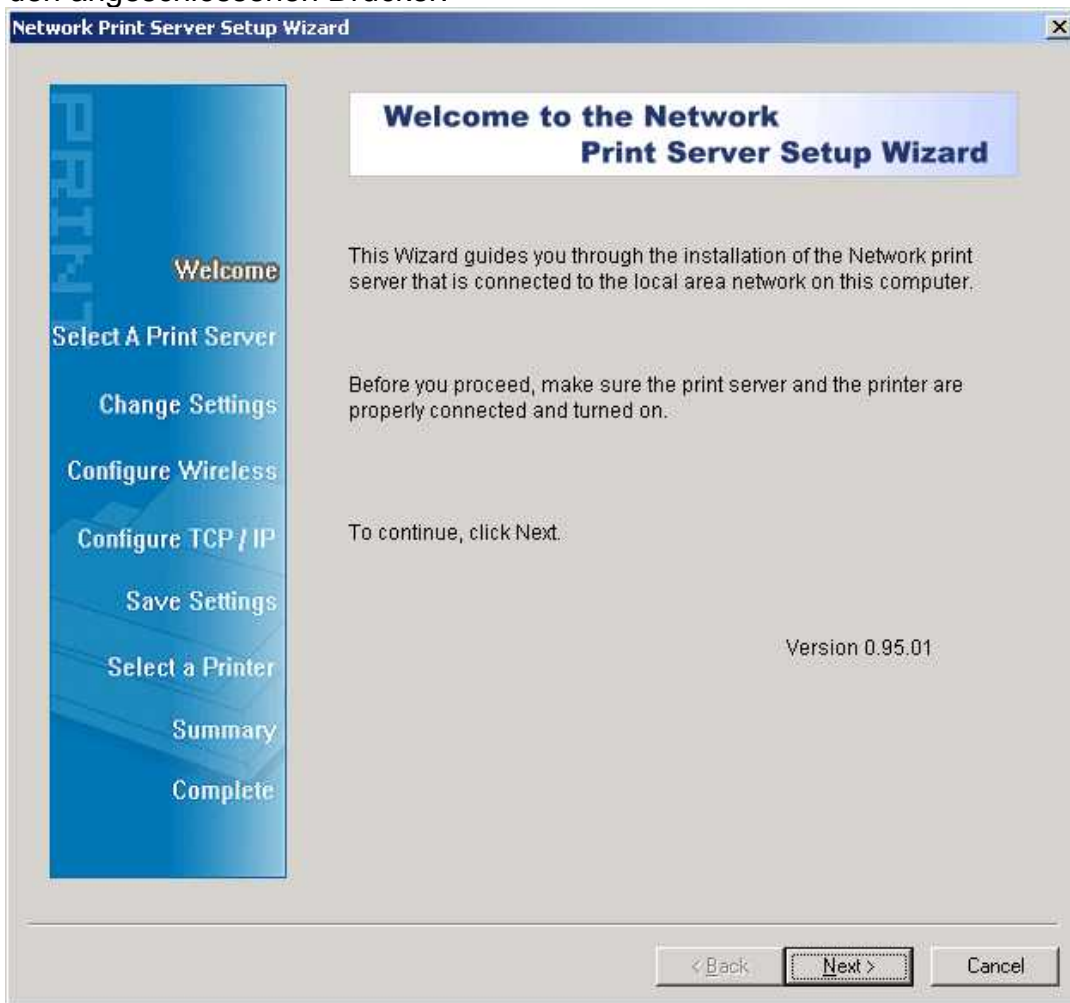 den angeschlossenen Drucker.
Network Print Server Setup Wizard
PRINT
Welcome to the Network
Print Server Setup Wizard
Welcome
Select A Print Server
Change Settings
Configure Wireless
Configure TCP / IP
Save Settings
Select a Printer
Summary
Complete
This Wizard guides you through the installation of the Network print
server that is connected to the local area network on this computer.
Before you proceed, make sure the print server and the printer are
properly connected and turned on.
To continue, click Next.
Version 0.95.01
< Back
Next >
Cancel